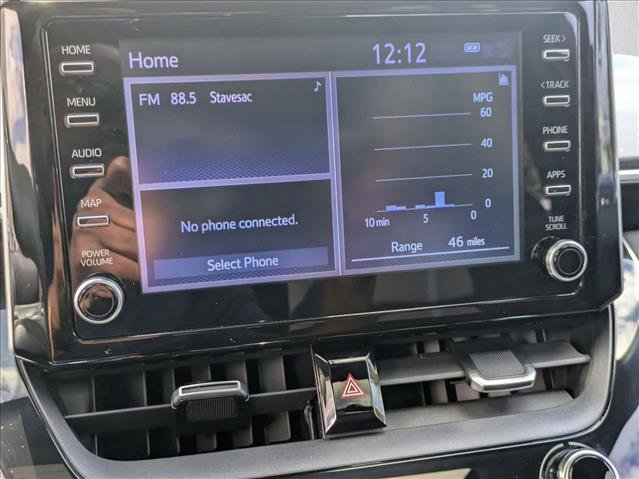 HOME
MENU
AUDIO
MAP
POWER
VOLUME
Home
12:12
DCM
FM 88.5 Stavesac
No phone connected.
Select Phone
MPG
60
40
20
0
10 min 5 0
Range 46 miles
SEEK >
< TRACK
PHONE
APPS
TUNE
SCROLL